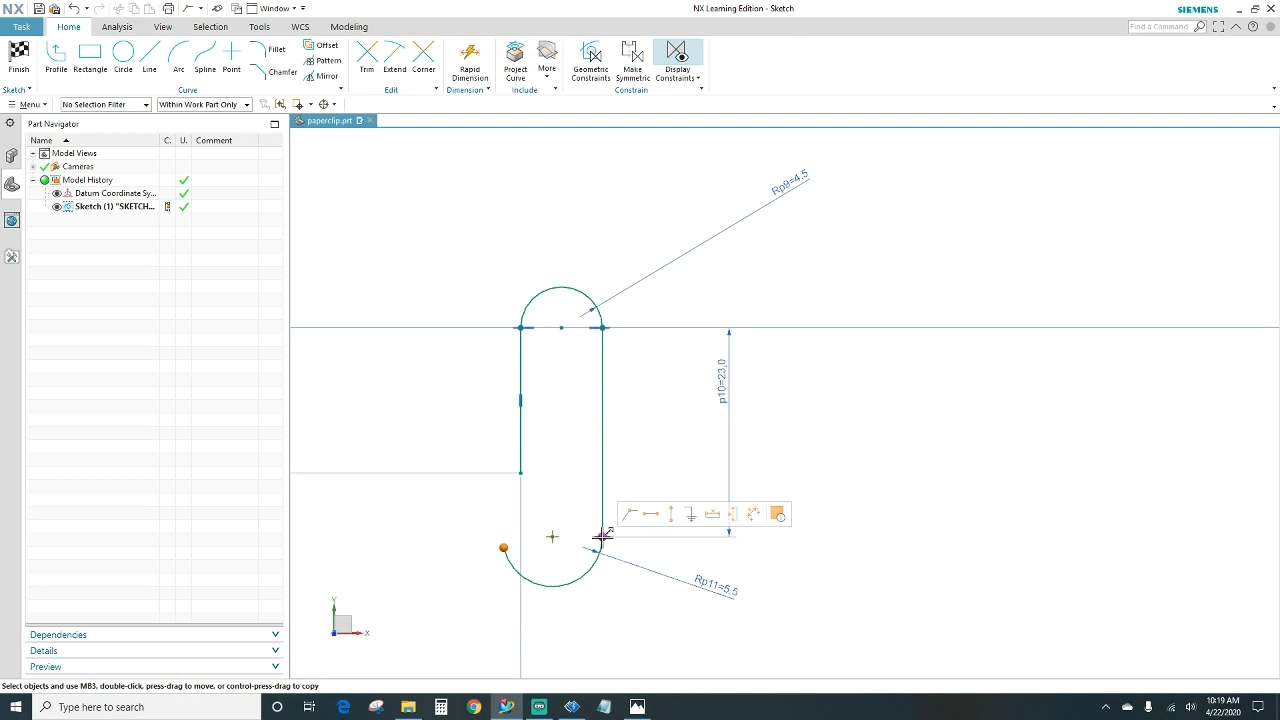 NX
Window
NX Learning Edition - Sketch
SIEMENS
Task
Home
Analysis
View
Selection
Tools
WCS
Modeling
Find a Command
Finish
Profile
Rectangle
Circle
Line
Arc
Spline
Point
Fillet
Chamfer
Offset
Pattern
Mirror
Trim
Extend
Corner
Rapid
Dimension
Project
Curve
More
Geometric
Constraints
Make
Symmetric
Display
Constraints
Sketch
Curve
Edit
Dimension
Include
Constrain
Menu
No Selection Filter
Within Work Part Only
Part Navigator
paperclip.prt
Name
C.
U.
Comment
Model Views
Cameras
Model History
Datum Coordinate Sy...
Sketch (1) "SKETCH...
Rp9=4.5
p10=23,0
Rp11=5.5
Y
X
Dependencies
Details
Preview
Select objects and use MB3, double-click, press-drag to move, or control-press-drag to copy
Type here to search
10:19 AM
4/22/2020